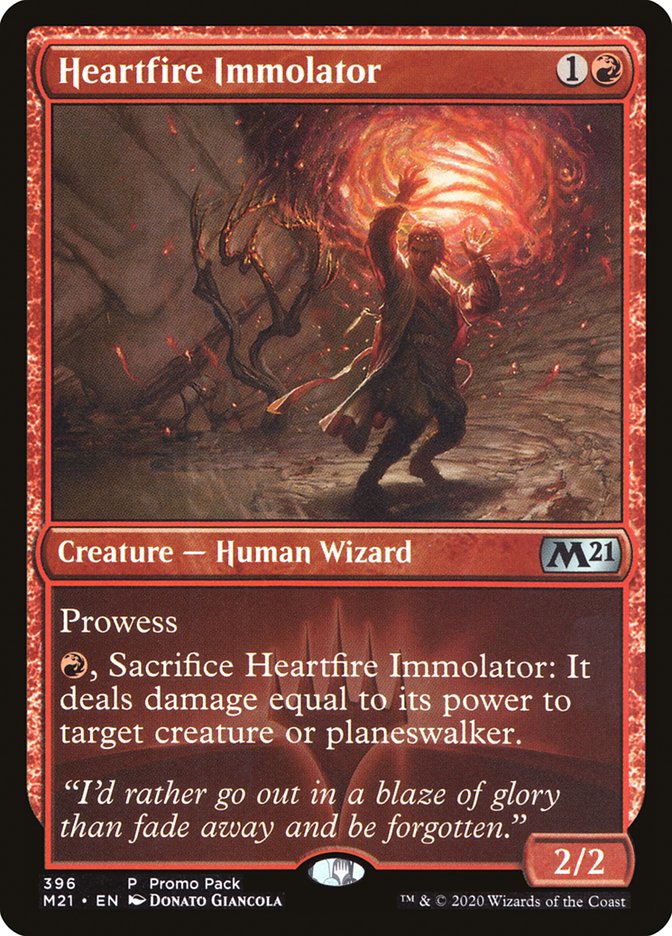 Heartfire Immolator 1
Creature — Human Wizard M21
Prowess
, Sacrifice Heartfire Immolator: It
deals damage equal to its power to
target creature or planeswalker.
“I’d rather go out in a blaze of glory
than fade away and be forgotten.”
2/2
396 P Promo Pack
M21 • EN Donato Giancola ™ & © 2020 Wizards of the Coast